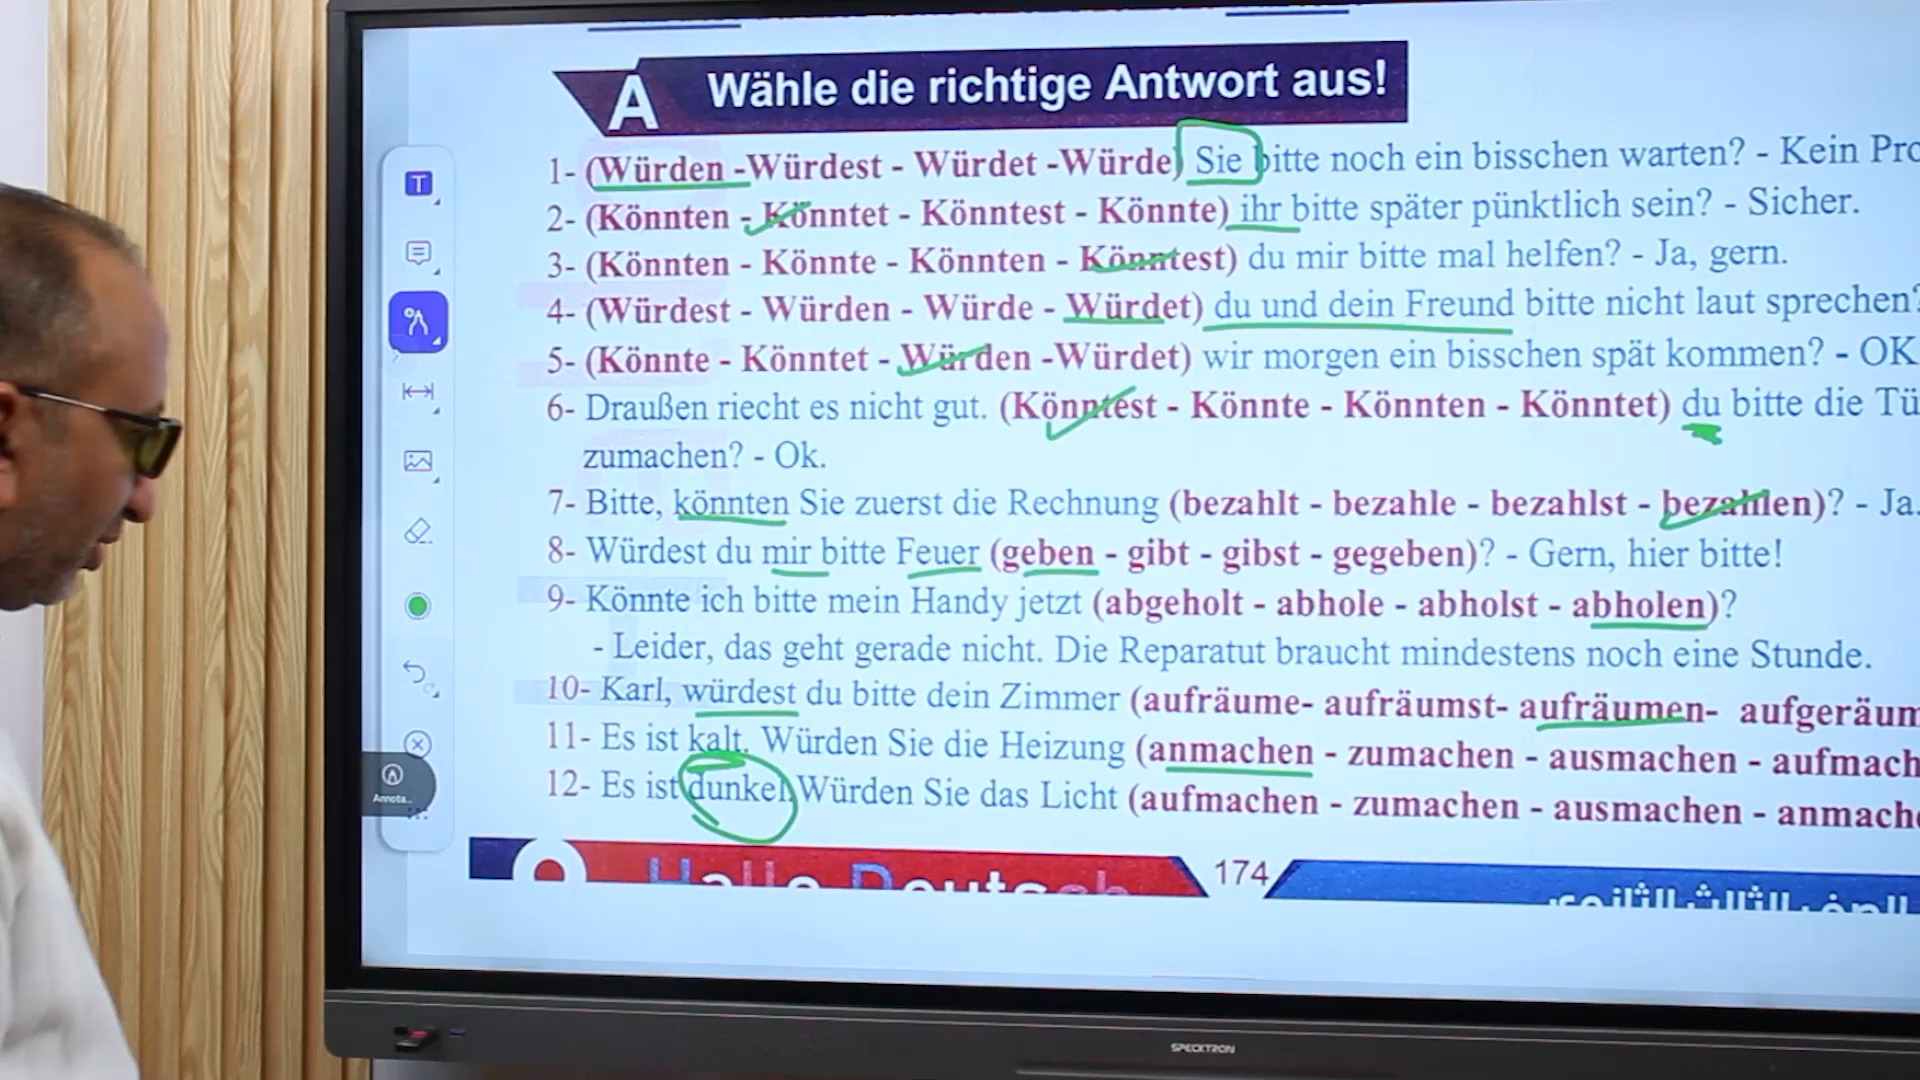 A Wähle die richtige Antwort aus!
1- (Würden -Würdest - Würdet -Würde) Sie bitte noch ein bisschen warten? - Kein
2- (Könnten - Könntet - Könntest - Könnte) ihr bitte später pünktlich sein? - Sicher.
3- (Könnten - Könnte - Könnten - Könntest) du mir bitte mal helfen? - Ja, gern.
4- (Würdest - Würden - Würde - Würdet) du und dein Freund bitte nicht laut sprechen?
5- (Könnte - Könntet - Würden -Würdet) wir morgen ein bisschen spät kommen? - OK
6- Draußen riecht es nicht gut. (Könntest - Könnte - Könnten - Könntet) du bitte die
zumachen? - Ok.
7- Bitte, könnten Sie zuerst die Rechnung (bezahlt - bezahle - bezahlst - bezahlen)? - Ja.
8- Würdest du mir bitte Feuer (geben - gibt - gibst - gegeben)? - Gern, hier bitte!
9- Könnte ich bitte mein Handy jetzt (abgeholt - abhole - abholst - abholen)?
- Leider, das geht gerade nicht. Die Reparatut braucht mindestens noch eine Stunde.
10- Karl, würdest du bitte dein Zimmer (aufräume- aufräumst- aufräumen-
11- Es ist kalt. Würden Sie die Heizung (anmachen - zumachen - ausmachen -
12- Es ist dunkel. Würden Sie das Licht (aufmachen - zumachen - ausmachen -
Hallo Deutsch
174
T
Annota...
SPECKTRON